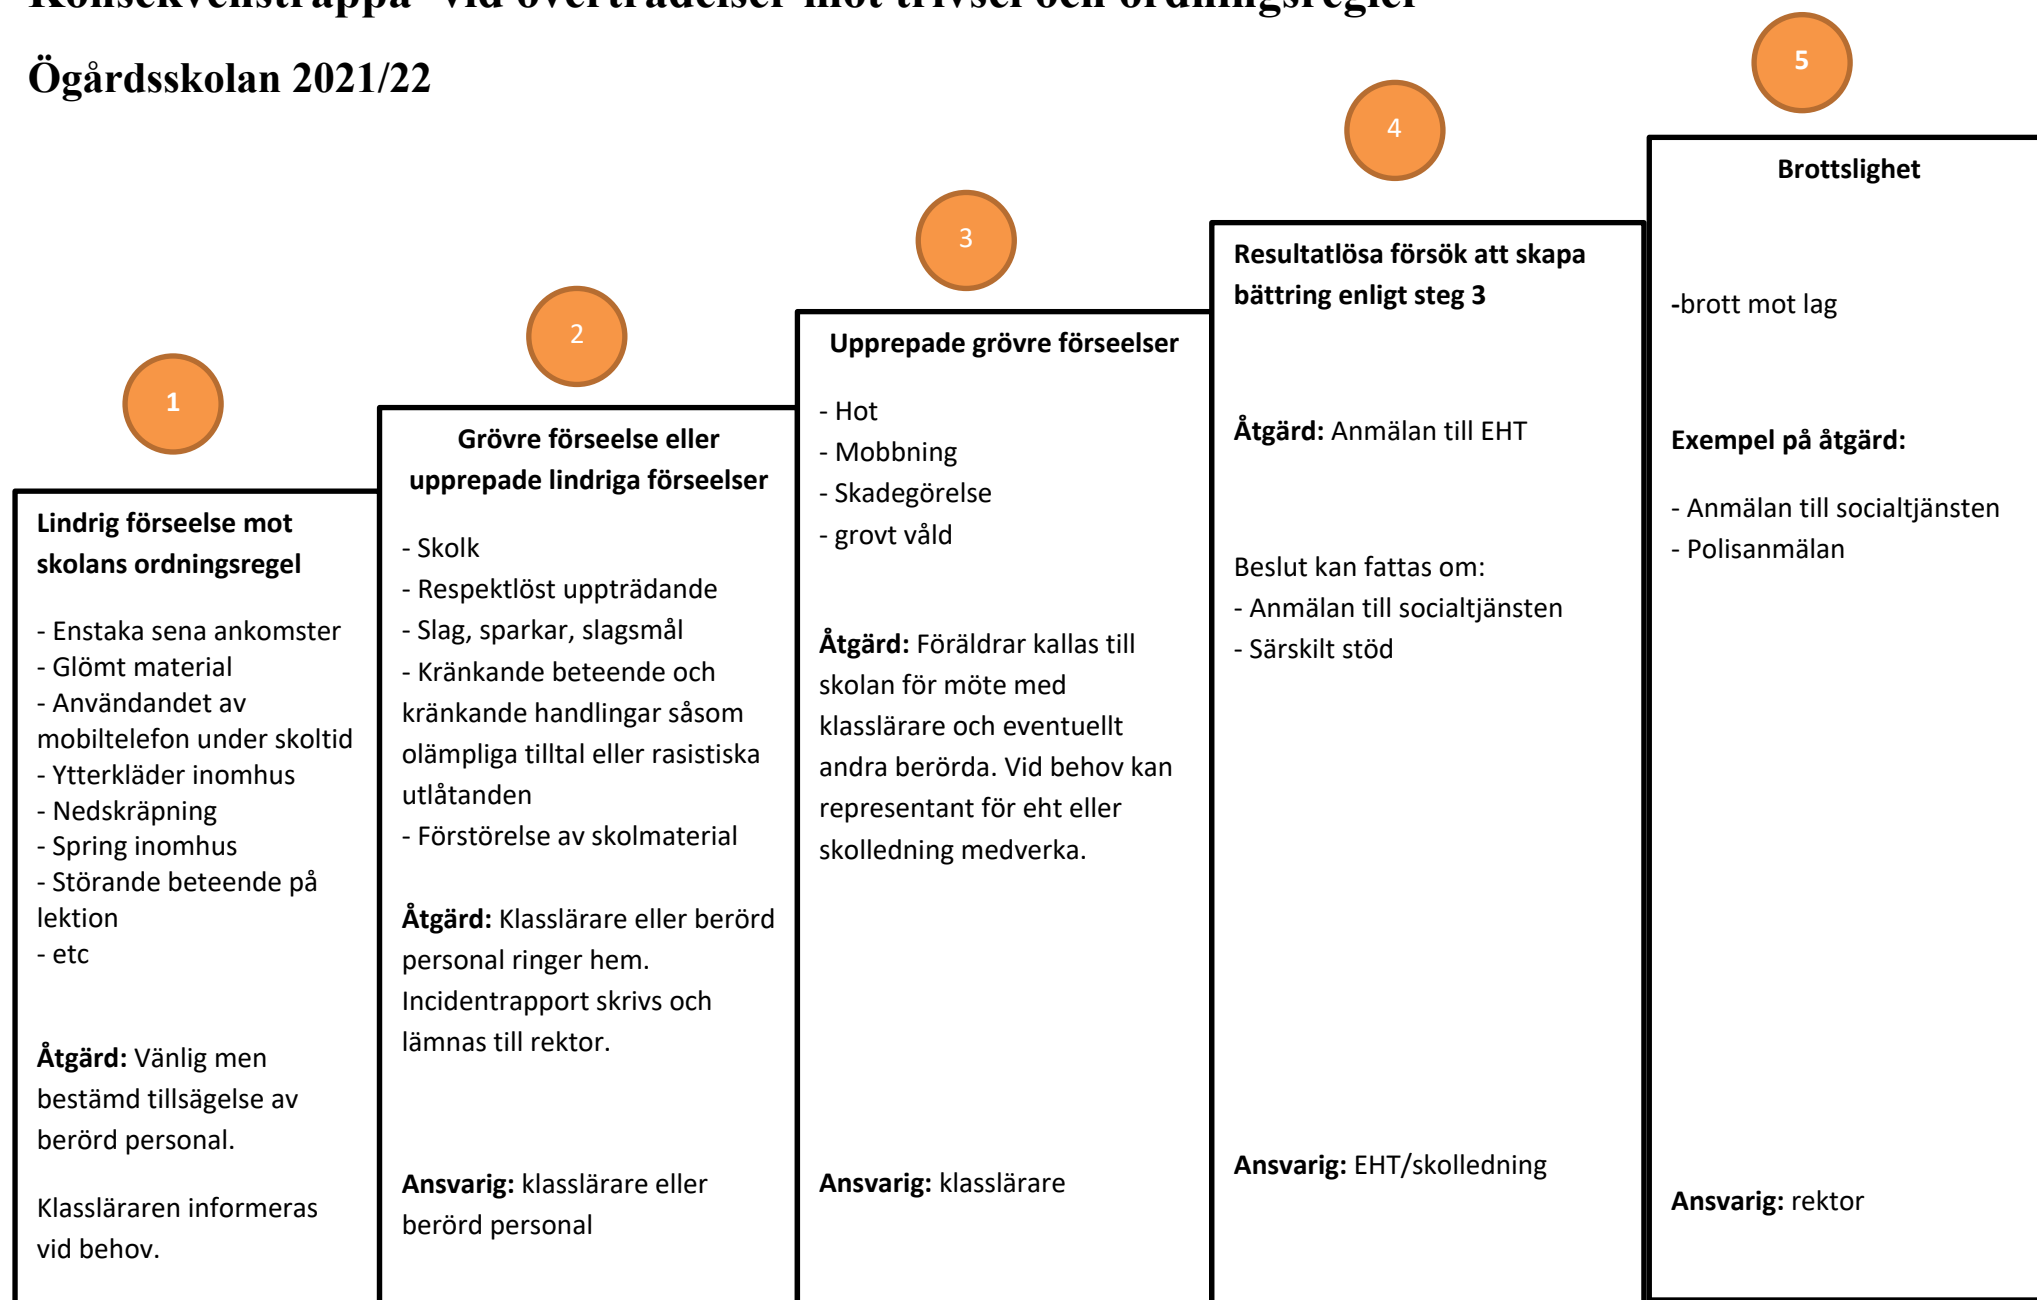 Konsekvenstrappa vid överträdelser mot trivsel och ordningsregler
Ögårdsskolan 2021/22
1
Lindrig förseelse mot
skolans ordningsregel
- Enstaka sena ankomster
- Glömt material
- Användandet av
mobiltelefon under skoltid
- Ytterkläder inomhus
- Nedskräpning
- Spring inomhus
- Störande beteende på
lektion
- etc
Åtgärd: Vänlig men
bestämd tillsägelse av
berörd personal.
Klassläraren informeras
vid behov.
2
Grövre förseelse eller
upprepade lindriga förseelser
- Skolk
- Respektlöst uppträdande
- Slag, sparkar, slagsmål
- Kränkande beteende och
kränkande handlingar såsom
olämpliga tilltal eller rasistiska
utlåtanden
- Förstörelse av skolmaterial
Åtgärd: Klasslärare eller berörd
personal ringer hem.
Incidentrapport skrivs och
lämnas till rektor.
Ansvarig: klasslärare eller
berörd personal
3
Upprepade grövre förseelser
- Hot
- Mobbning
- Skadegörelse
- grovt våld
Åtgärd: Föräldrar kallas till
skolan för möte med
klasslärare och eventuellt
andra berörda. Vid behov kan
representant för eht eller
skolledning medverka.
Ansvarig: klasslärare
4
Resultatlösa försök att skapa
bättring enligt steg 3
Åtgärd: Anmälan till EHT
Beslut kan fattas om:
- Anmälan till socialtjänsten
- Särskilt stöd
Ansvarig: EHT/skolledning
5
Brottslighet
-brott mot lag
Exempel på åtgärd:
- Anmälan till socialtjänsten
- Polisanmälan
Ansvarig: rektor